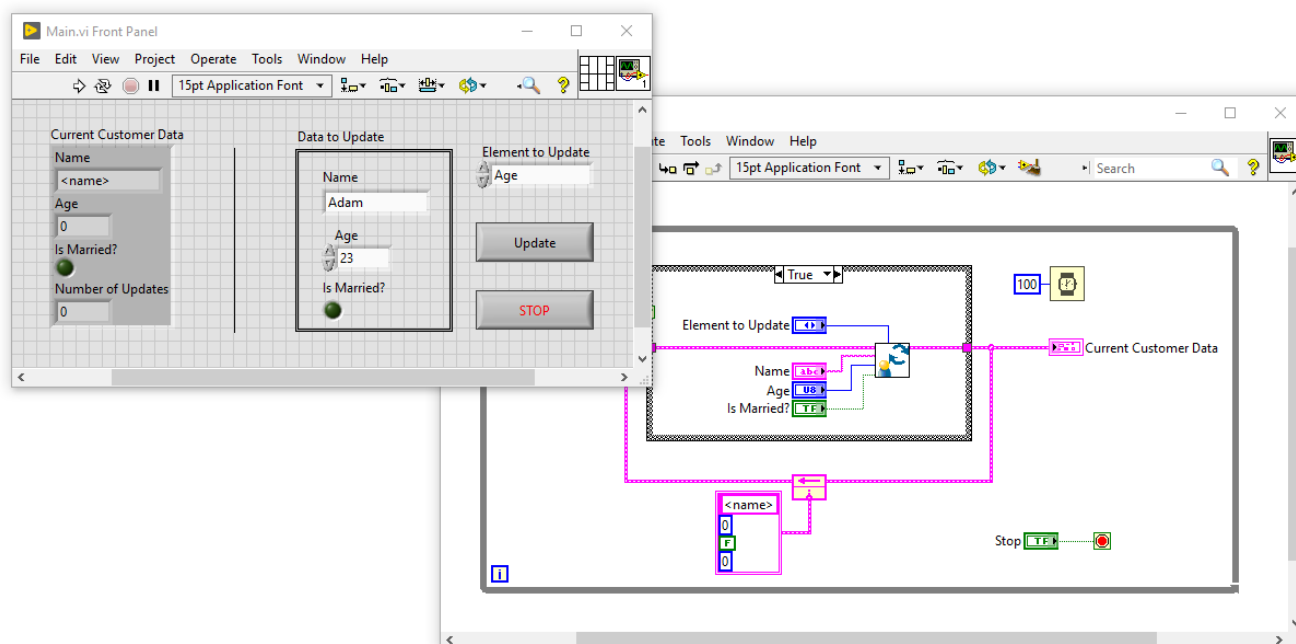 Main.vi Front Panel
File Edit View Project Operate Tools Window Help
15pt Application Font
1
Current Customer Data
Name
<name>
Age
0
Is Married?
Number of Updates
0
Data to Update
Name
Adam
Age
23
Is Married?
Element to Update
Age
Update
STOP
Tools Window Help
15pt Application Font
Search
True
100
Element to Update
Current Customer Data
Name abc
Age U8
Is Married? TF
<name>
0
F
0
Stop TF
i